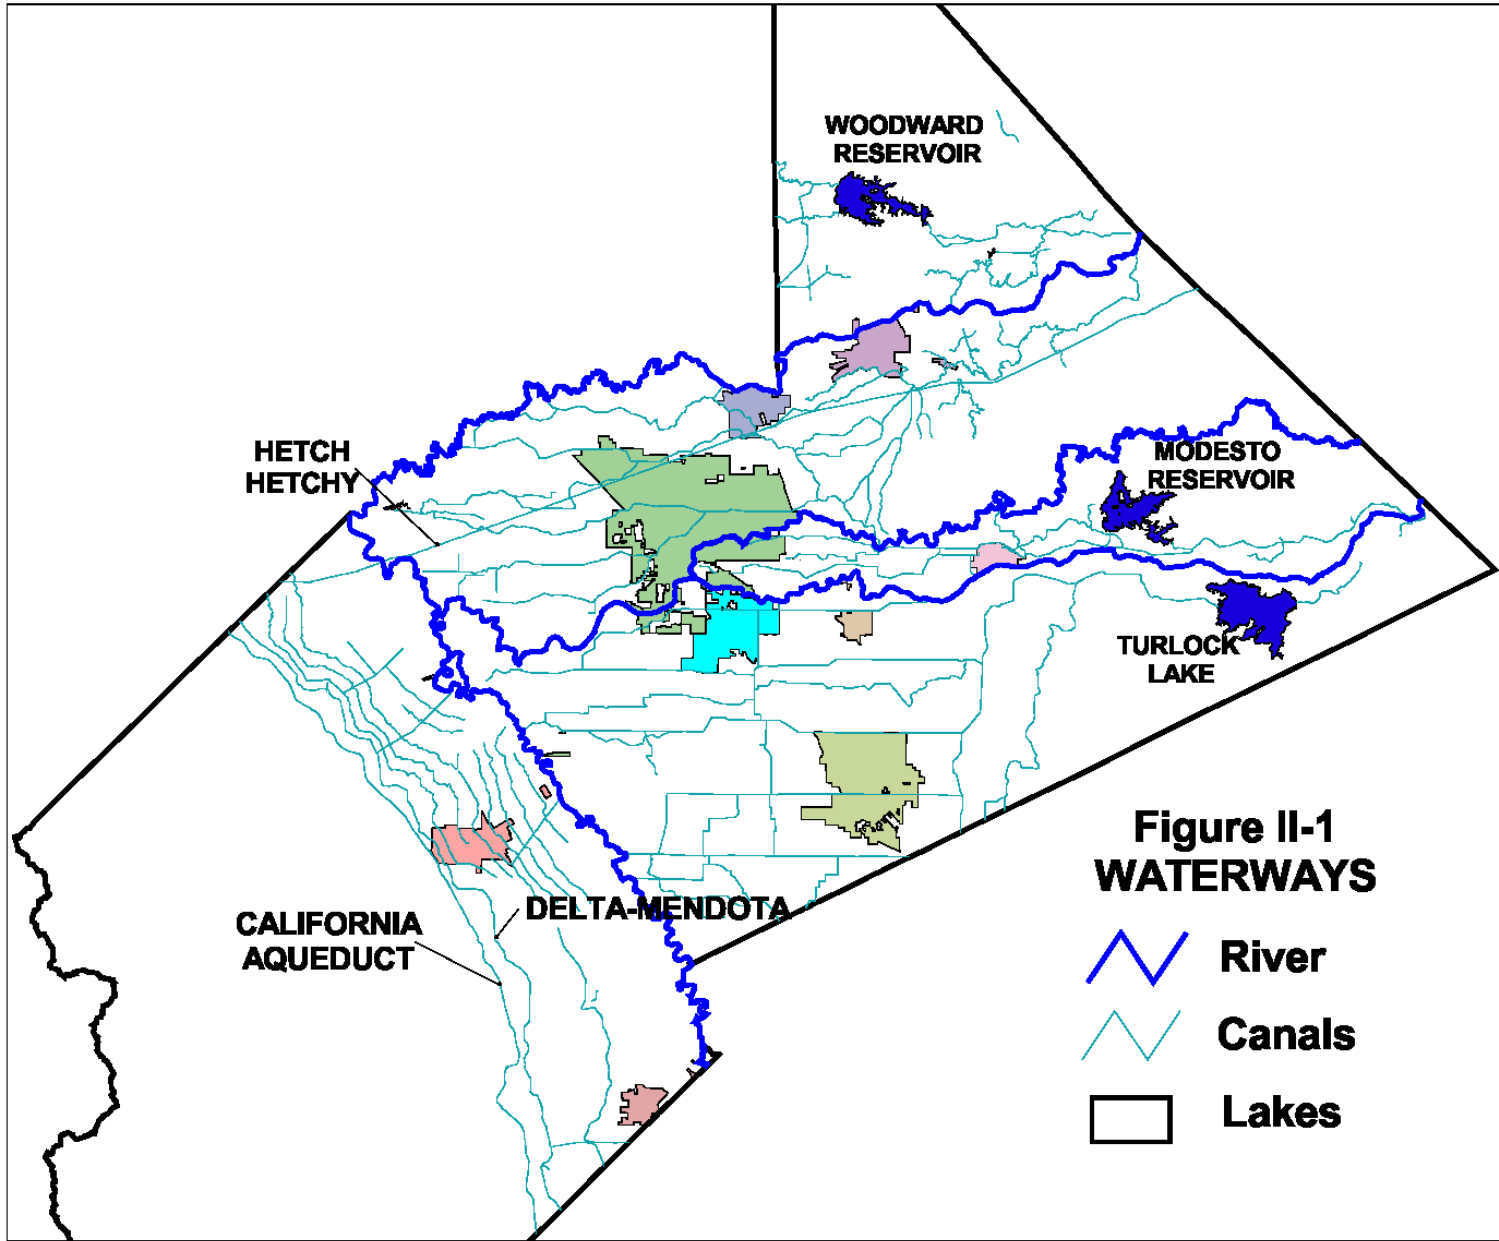 WOODWARD
RESERVOIR
HETCH
HETCHY
MODESTO
RESERVOIR
TURLOCK
LAKE
CALIFORNIA
AQUEDUCT
DELTA-MENDOTA
Figure II-1
WATERWAYS
River
Canals
Lakes